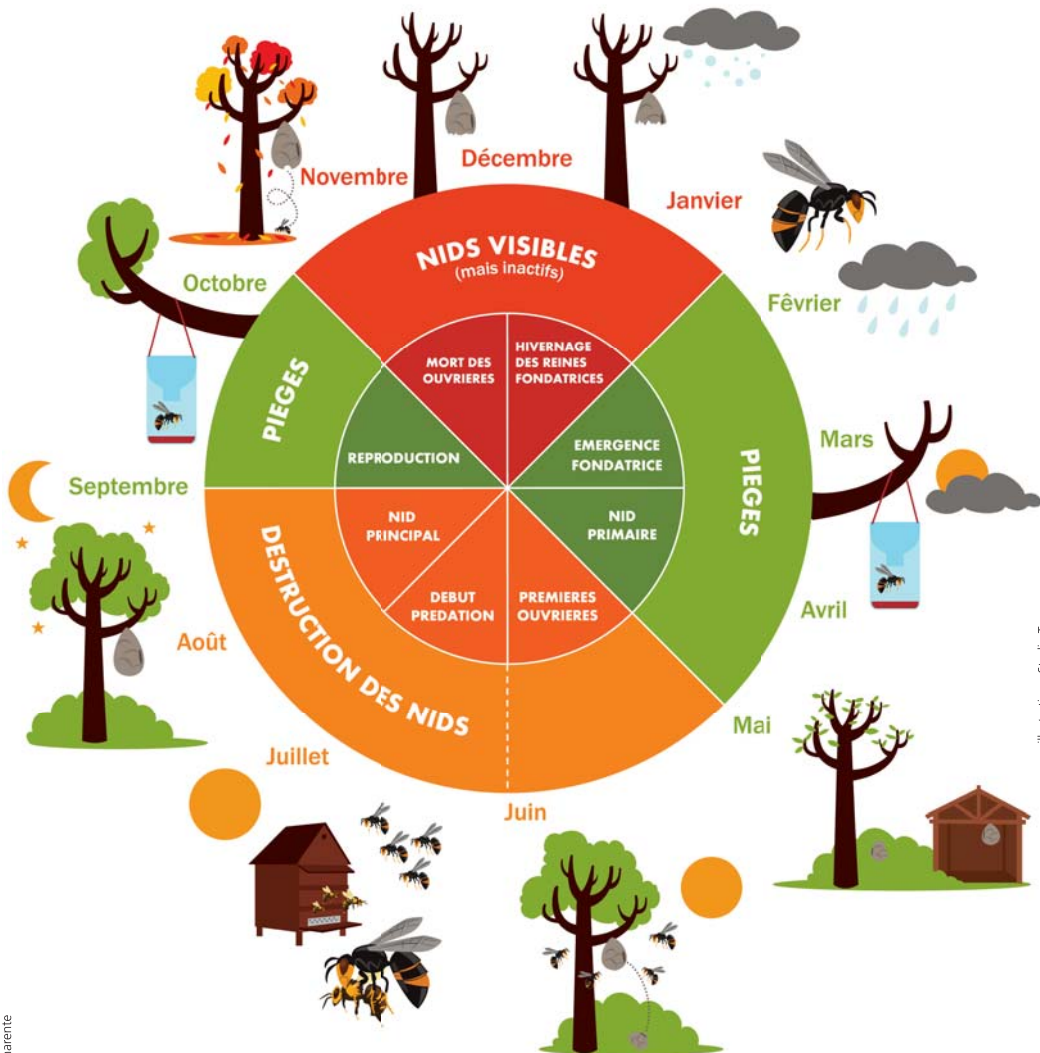 Décembre
Novembre
Janvier
NIDS VISIBLES
(mais inactifs)
Octobre
Fêvrier
MORT DES
OUVRIERES
HIVERNAGE
DES REINES
FONDATRICES
PIEGES
REPRODUCTION
EMERGENCE
FONDATRICE
PIEGES
Mars
Septembre
NID
PRINCIPAL
NID
PRIMAIRE
DESTRUCTION DES NIDS
DEBUT
PREDATION
PREMIERES
OUVRIERES
Avril
Août
Mai
Juillet
Juin